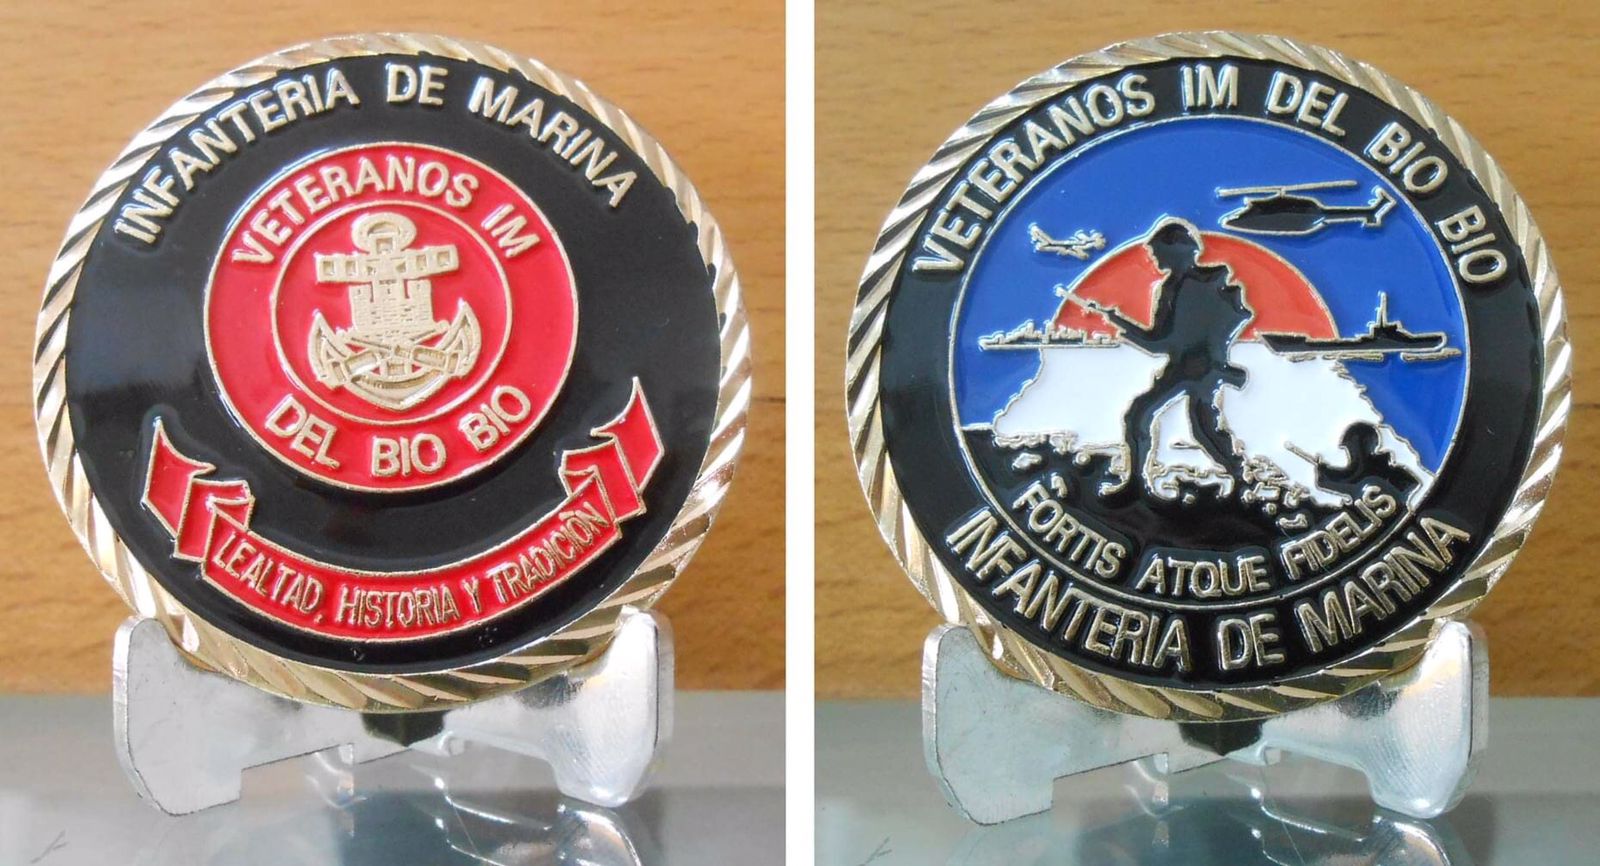 INFANTERIA DE MARINA
VETERANOS IM
DEL BIO BIO
LEALTAD, HISTORIA Y TRADICIÓN
VETERANOS IM DEL BIO BIO
FORTIS ATQUE FIDELIS
INFANTERIA DE MARINA